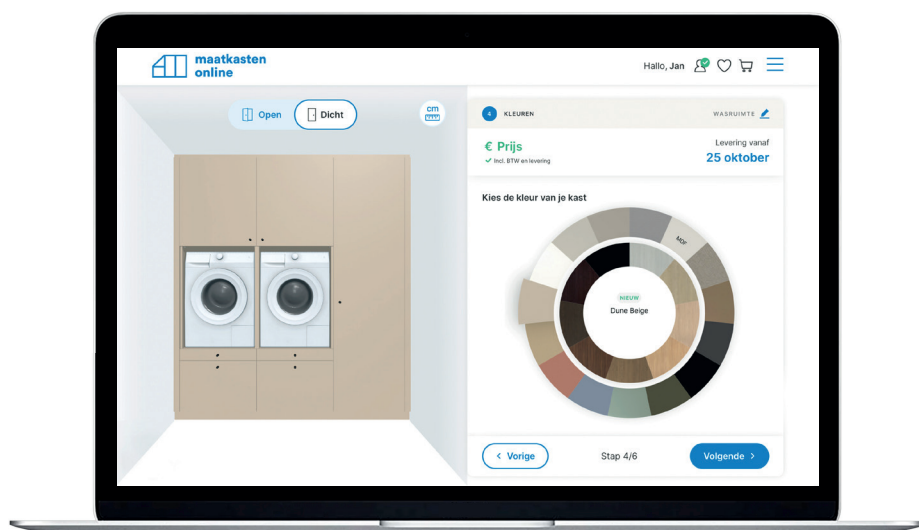 maatkasten
online
Hallo, Jan
Open
Dicht
cm
4 KLEUREN
WASRUIMTE
€ Prijs
Incl. BTW en levering
Levering vanaf
25 oktober
Kies de kleur van je kast
MDF
NIEUW
Dune Beige
Vorige
Stap 4/6
Volgende